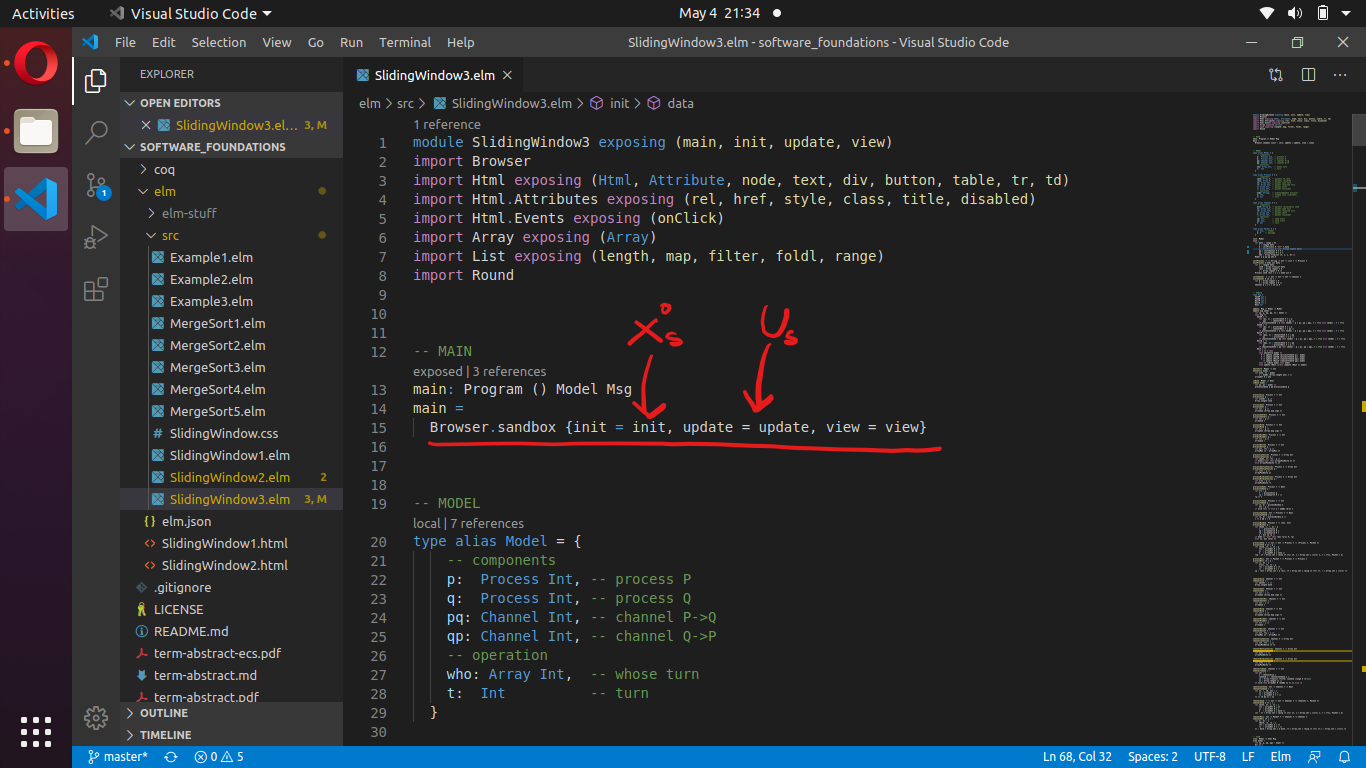 Activities Visual Studio Code May 4 21:34
File Edit Selection View Go Run Terminal Help SlidingWindow3.elm - software_foundations - Visual Studio Code
EXPLORER
OPEN EDITORS
SlidingWindow3.el... 3, M
SOFTWARE_FOUNDATIONS
coq
elm
elm-stuff
src
Example1.elm
Example2.elm
Example3.elm
MergeSort1.elm
MergeSort2.elm
MergeSort3.elm
MergeSort4.elm
MergeSort5.elm
# SlidingWindow.css
SlidingWindow1.elm
SlidingWindow2.elm 2
SlidingWindow3.elm 3, M
elm.json
SlidingWindow1.html
SlidingWindow2.html
.gitignore
LICENSE
README.md
term-abstract-ecs.pdf
term-abstract.md
term-abstract.pdf
OUTLINE
TIMELINE
1
SlidingWindow3.elm
elm > src > SlidingWindow3.elm > init > data
1 reference
1 module SlidingWindow3 exposing (main, init, update, view)
2 import Browser
3 import Html exposing (Html, Attribute, node, text, div, button, table, tr, td)
4 import Html.Attributes exposing (rel, href, style, class, title, disabled)
5 import Html.Events exposing (onClick)
6 import Array exposing (Array)
7 import List exposing (length, map, filter, foldl, range)
8 import Round
9
10
11
x°s Us
12 -- MAIN
exposed | 3 references
13 main: Program () Model Msg
14 main =
15 Browser.sandbox {init = init, update = update, view = view}
16
17
18
19 -- MODEL
local | 7 references
20 type alias Model = {
21 -- components
22 p: Process Int, -- process P
23 q: Process Int, -- process Q
24 pq: Channel Int, -- channel P->Q
25 qp: Channel Int, -- channel Q->P
26 -- operation
27 who: Array Int, -- whose turn
28 t: Int -- turn
29 }
30
master* 0 5 Ln 68, Col 32 Spaces: 2 UTF-8 LF Elm